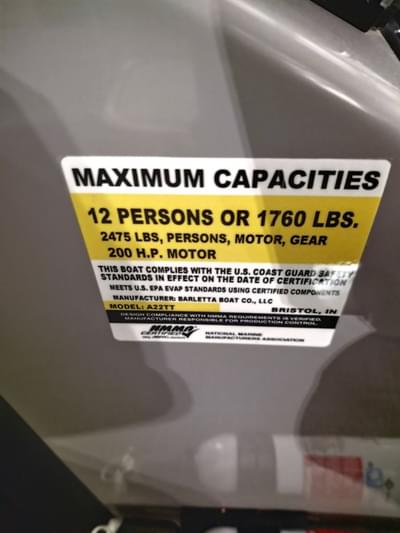 MAXIMUM CAPACITIES
12 PERSONS OR 1760 LBS.
2475 LBS, PERSONS, MOTOR, GEAR
200 H.P. MOTOR
THIS BOAT COMPLIES WITH THE U.S. COAST GUARD SAFETY
STANDARDS IN EFFECT ON THE DATE OF CERTIFICATION
MEETS U.S. EPA EVAP STANDARDS USING CERTIFIED COMPONENTS
MANUFACTURER: BARLETTA BOAT CO., LLC
MODEL: A22TT BRISTOL, IN
DESIGN COMPLIANCE WITH NMMA REQUIREMENTS IS VERIFIED.
MANUFACTURER RESPONSIBLE FOR PRODUCTION CONTROL.
NMMA
CERTIFIED
NATIONAL MARINE
MANUFACTURERS ASSOCIATION